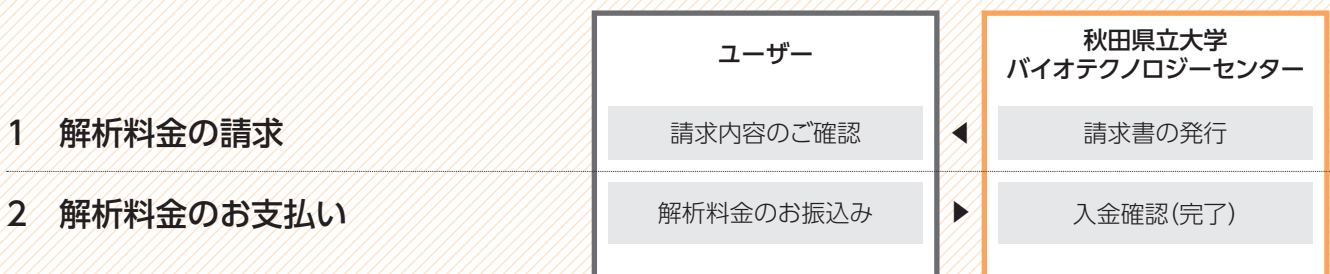 ユーザー
秋田県立大学
バイオテクノロジーセンター
1 解析料金の請求
請求内容のご確認
◀
請求書の発行
2 解析料金のお支払い
解析料金のお振込み
▶
入金確認(完了)